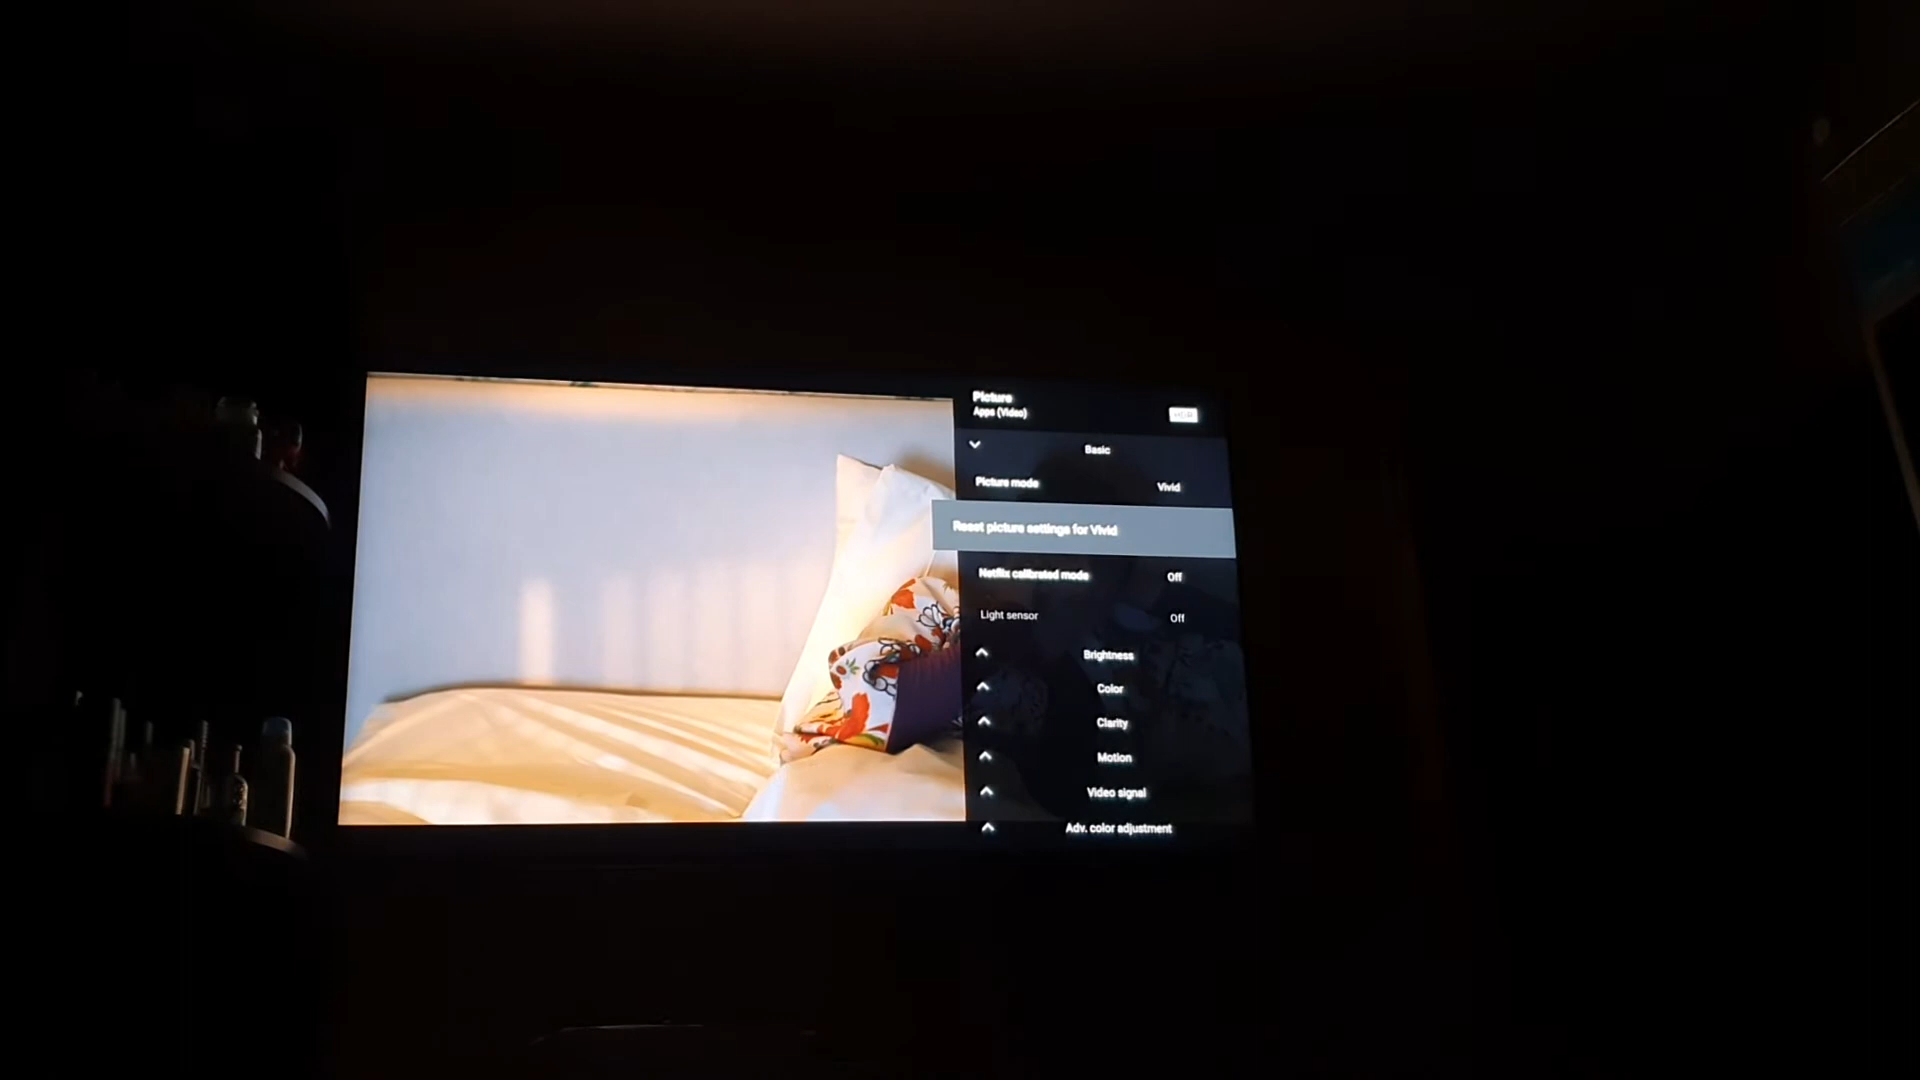 Picture
Apps (Video)
HDR
Basic
Picture mode
Vivid
Reset picture settings for Vivid
Netflix calibrated mode
Off
Light sensor
Off
Brightness
Color
Clarity
Motion
Video signal
Adv. color adjustment